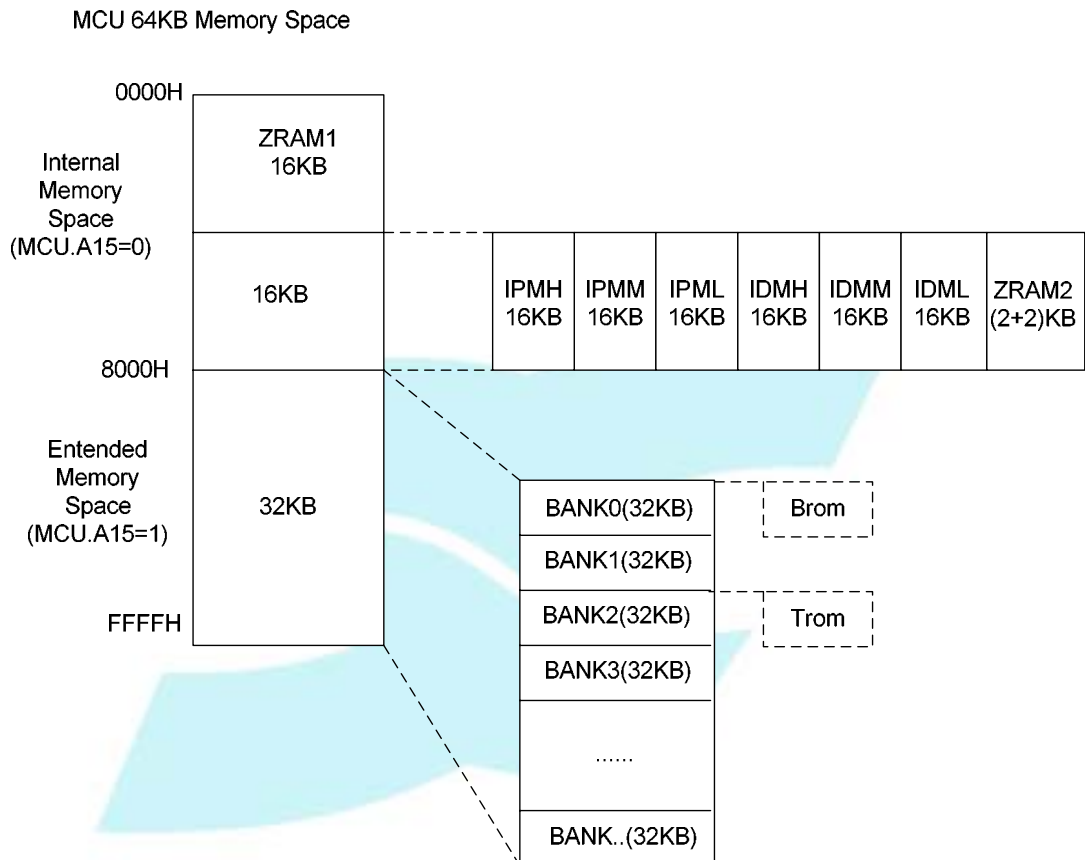 MCU 64KB Memory Space
0000H
ZRAM1
16KB
Internal
Memory
Space
(MCU.A15=0)
16KB
IPMH
16KB
IPMM
16KB
IPML
16KB
IDMH
16KB
IDMM
16KB
IDML
16KB
ZRAM2
(2+2)KB
8000H
Entended
Memory
Space
(MCU.A15=1)
32KB
FFFFH
BANK0(32KB)
Brom
BANK1(32KB)
BANK2(32KB)
Trom
BANK3(32KB)
......
BANK..(32KB)